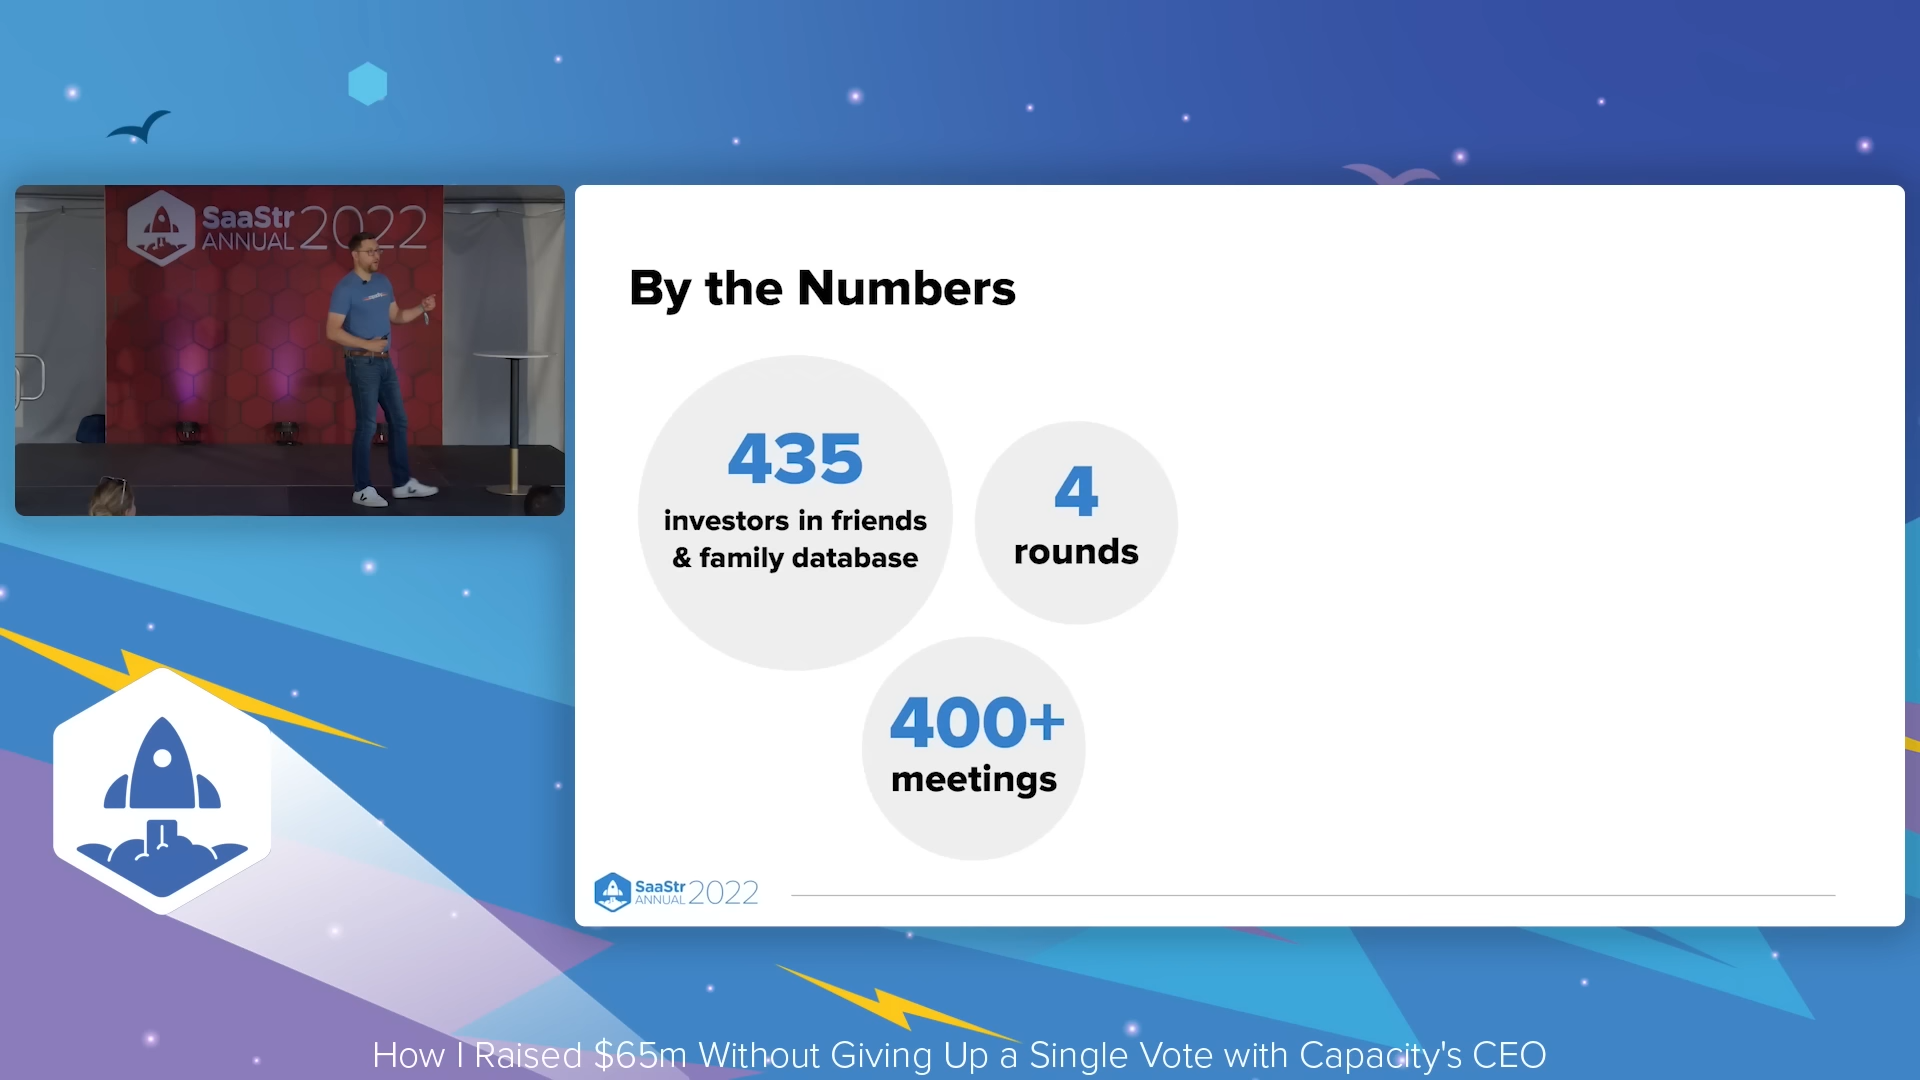 SaaStr
ANNUAL 2022
By the Numbers
435
investors in friends
& family database
4
rounds
400+
meetings
SaaStr
ANNUAL 2022
How I Raised $65m Without Giving Up a Single Vote with Capacity's CEO